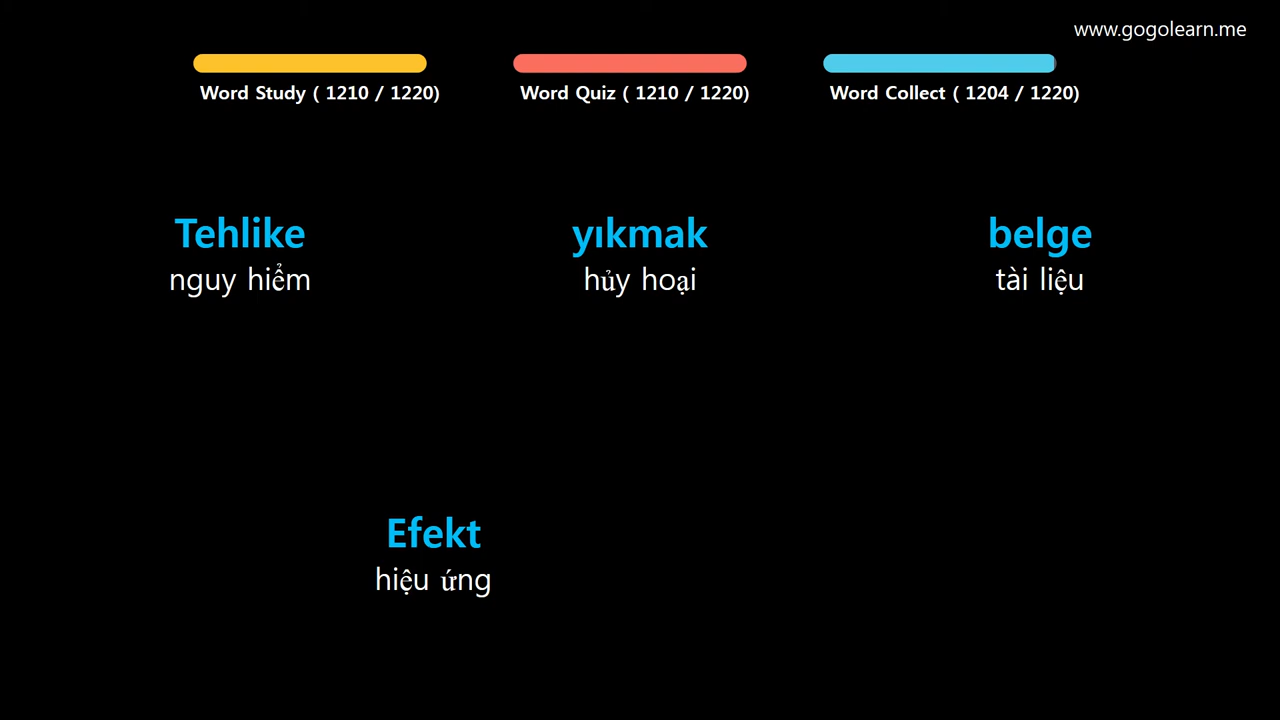 www.gogolearn.me
Word Study ( 1210 / 1220)
Word Quiz ( 1210 / 1220)
Word Collect ( 1204 / 1220)
Tehlike
nguy hiểm
yıkmak
hủy hoại
belge
tài liệu
Efekt
hiệu ứng